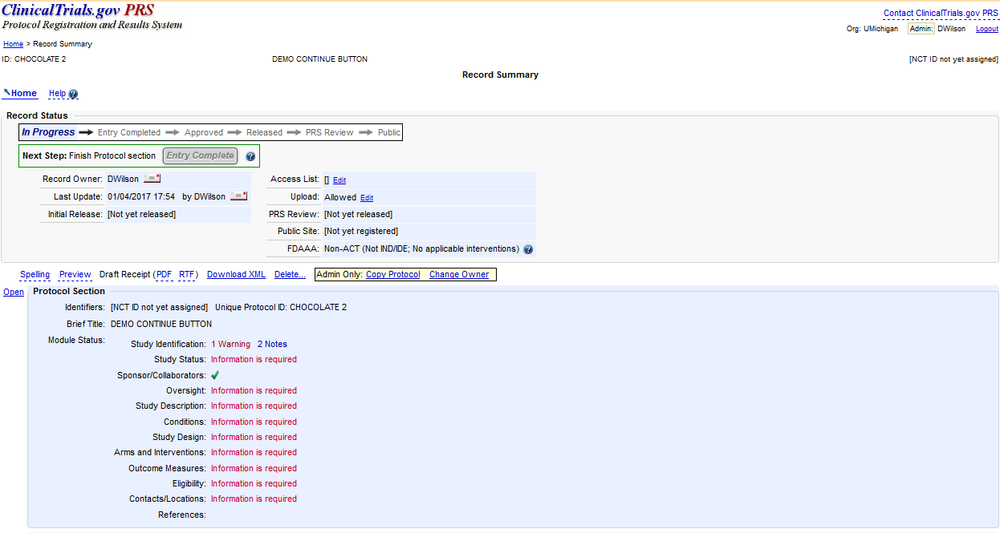 ClinicalTrials.gov PRS
Protocol Registration and Results System
Contact ClinicalTrials.gov PRS
Org: UMichigan Admin: DWilson Logout
Home > Record Summary
ID: CHOCOLATE 2 DEMO CONTINUE BUTTON [NCT ID not yet assigned]
Record Summary
Home Help ?
Record Status
In Progress Entry Completed Approved Released PRS Review Public
Next Step: Finish Protocol section Entry Complete ?
Record Owner: DWilson Access List: [] Edit
Last Update: 01/04/2017 17:54 by DWilson Upload: Allowed Edit
Initial Release: [Not yet released] PRS Review: [Not yet released]
Public Site: [Not yet registered]
FDAAA: Non-ACT (Not IND/IDE; No applicable interventions) ?
Spelling Preview Draft Receipt (PDF RTF) Download XML Delete... Admin Only: Copy Protocol Change Owner
Open Protocol Section
Identifiers: [NCT ID not yet assigned] Unique Protocol ID: CHOCOLATE 2
Brief Title: DEMO CONTINUE BUTTON
Module Status:
Study Identification: 1 Warning 2 Notes
Study Status: Information is required
Sponsor/Collaborators:
Oversight: Information is required
Study Description: Information is required
Conditions: Information is required
Study Design: Information is required
Arms and Interventions: Information is required
Outcome Measures: Information is required
Eligibility: Information is required
Contacts/Locations: Information is required
References: